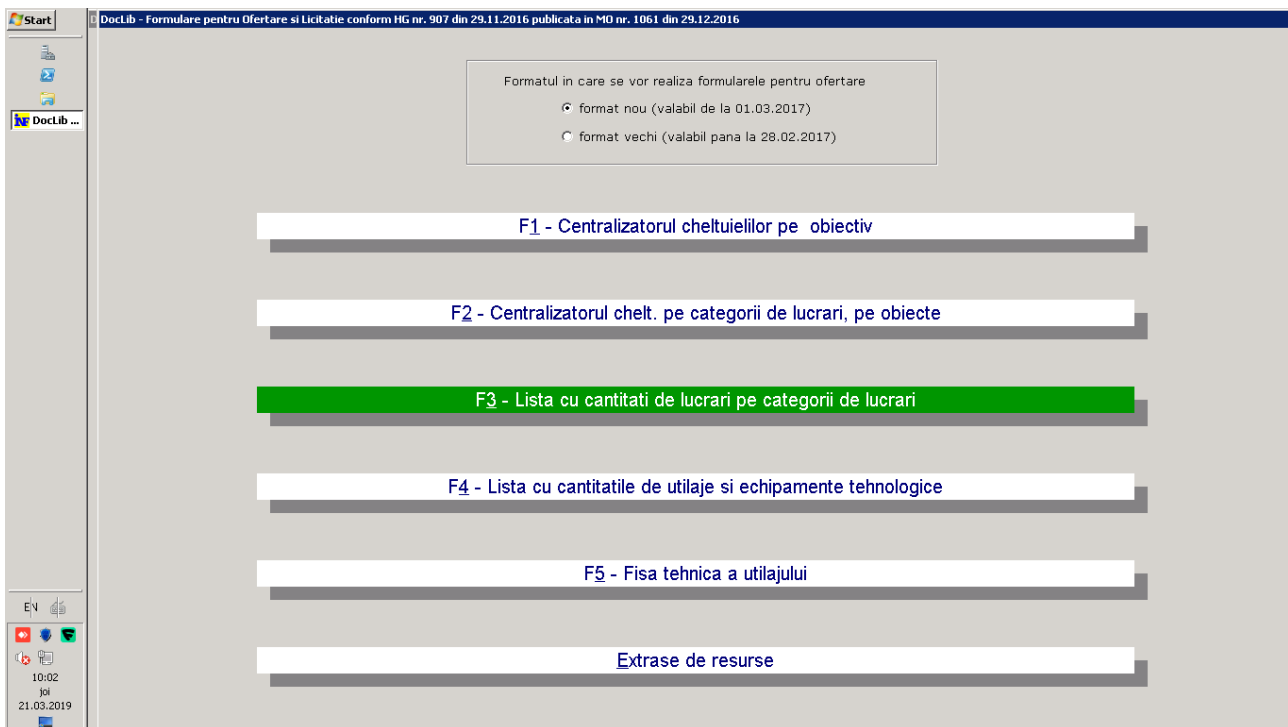 Start
DocLib - Formulare pentru Ofertare si Licitatie conform HG nr. 907 din 29.11.2016 publicata in MO nr. 1061 din 29.12.2016
DocLib ...
Formatul in care se vor realiza formularele pentru ofertare
format nou (valabil de la 01.03.2017)
format vechi (valabil pana la 28.02.2017)
F1 - Centralizatorul cheltuielilor pe obiectiv
F2 - Centralizatorul chelt. pe categorii de lucrari, pe obiecte
F3 - Lista cu cantitati de lucrari pe categorii de lucrari
F4 - Lista cu cantitatile de utilaje si echipamente tehnologice
F5 - Fisa tehnica a utilajului
Extrase de resurse
EN
10:02
joi
21.03.2019